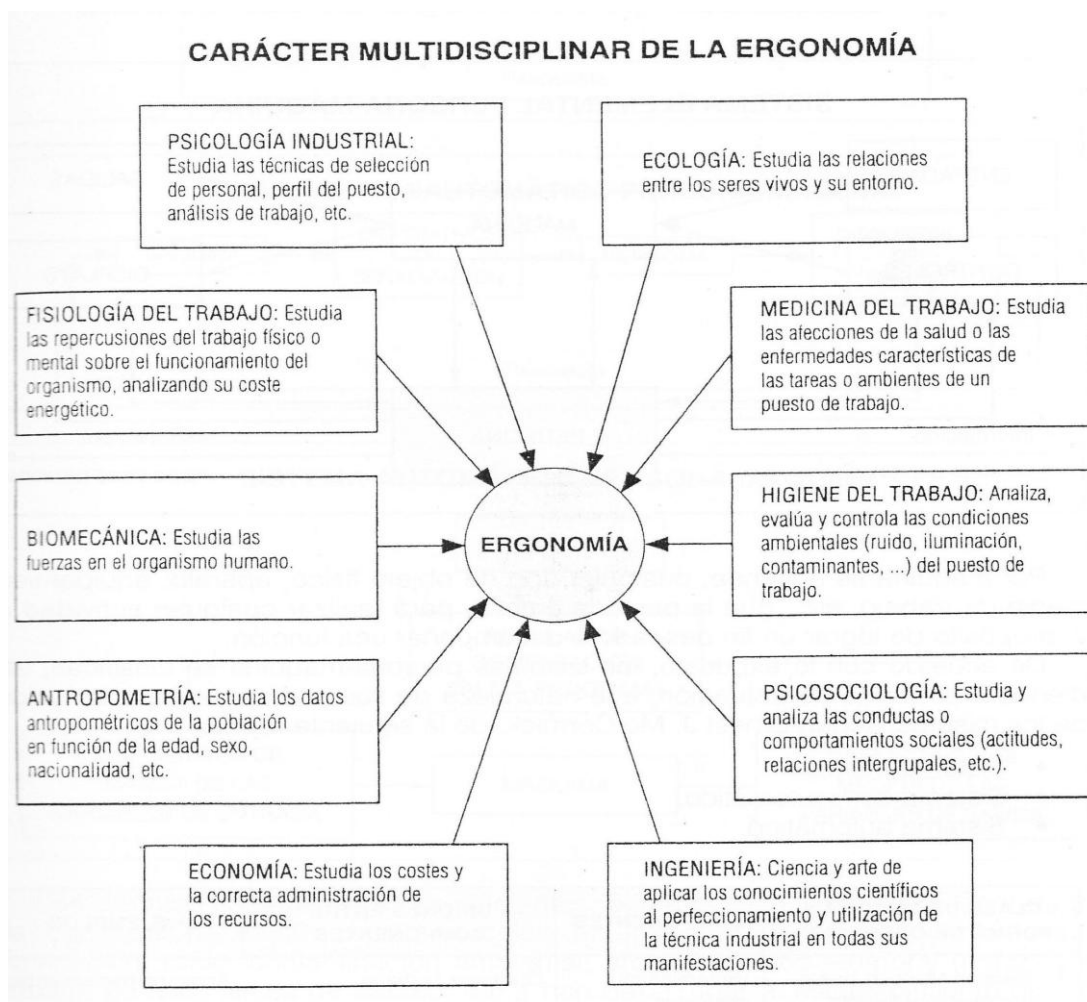 CARÁCTER MULTIDISCIPLINAR DE LA ERGONOMÍA
PSICOLOGÍA INDUSTRIAL:
Estudia las técnicas de selección
de personal, perfil del puesto,
análisis de trabajo, etc.
ECOLOGÍA: Estudia las relaciones
entre los seres vivos y su entorno.
FISIOLOGÍA DEL TRABAJO: Estudia
las repercusiones del trabajo físico o
mental sobre el funcionamiento del
organismo, analizando su coste
energético.
MEDICINA DEL TRABAJO: Estudia
las afecciones de la salud o las
enfermedades características de
las tareas o ambientes de un
puesto de trabajo.
BIOMECÁNICA: Estudia las
fuerzas en el organismo humano.
ERGONOMÍA
HIGIENE DEL TRABAJO: Analiza,
evalúa y controla las condiciones
ambientales (ruido, iluminación,
contaminantes, ...) del puesto de
trabajo.
ANTROPOMETRÍA: Estudia los datos
antropométricos de la población
en función de la edad, sexo,
nacionalidad, etc.
PSICOSOCIOLOGÍA: Estudia y
analiza las conductas o
comportamientos sociales (actitudes,
relaciones intergrupales, etc.).
ECONOMÍA: Estudia los costes y
la correcta administración de
los recursos.
INGENIERÍA: Ciencia y arte de
aplicar los conocimientos científicos
al perfeccionamiento y utilización de
la técnica industrial en todas sus
manifestaciones.